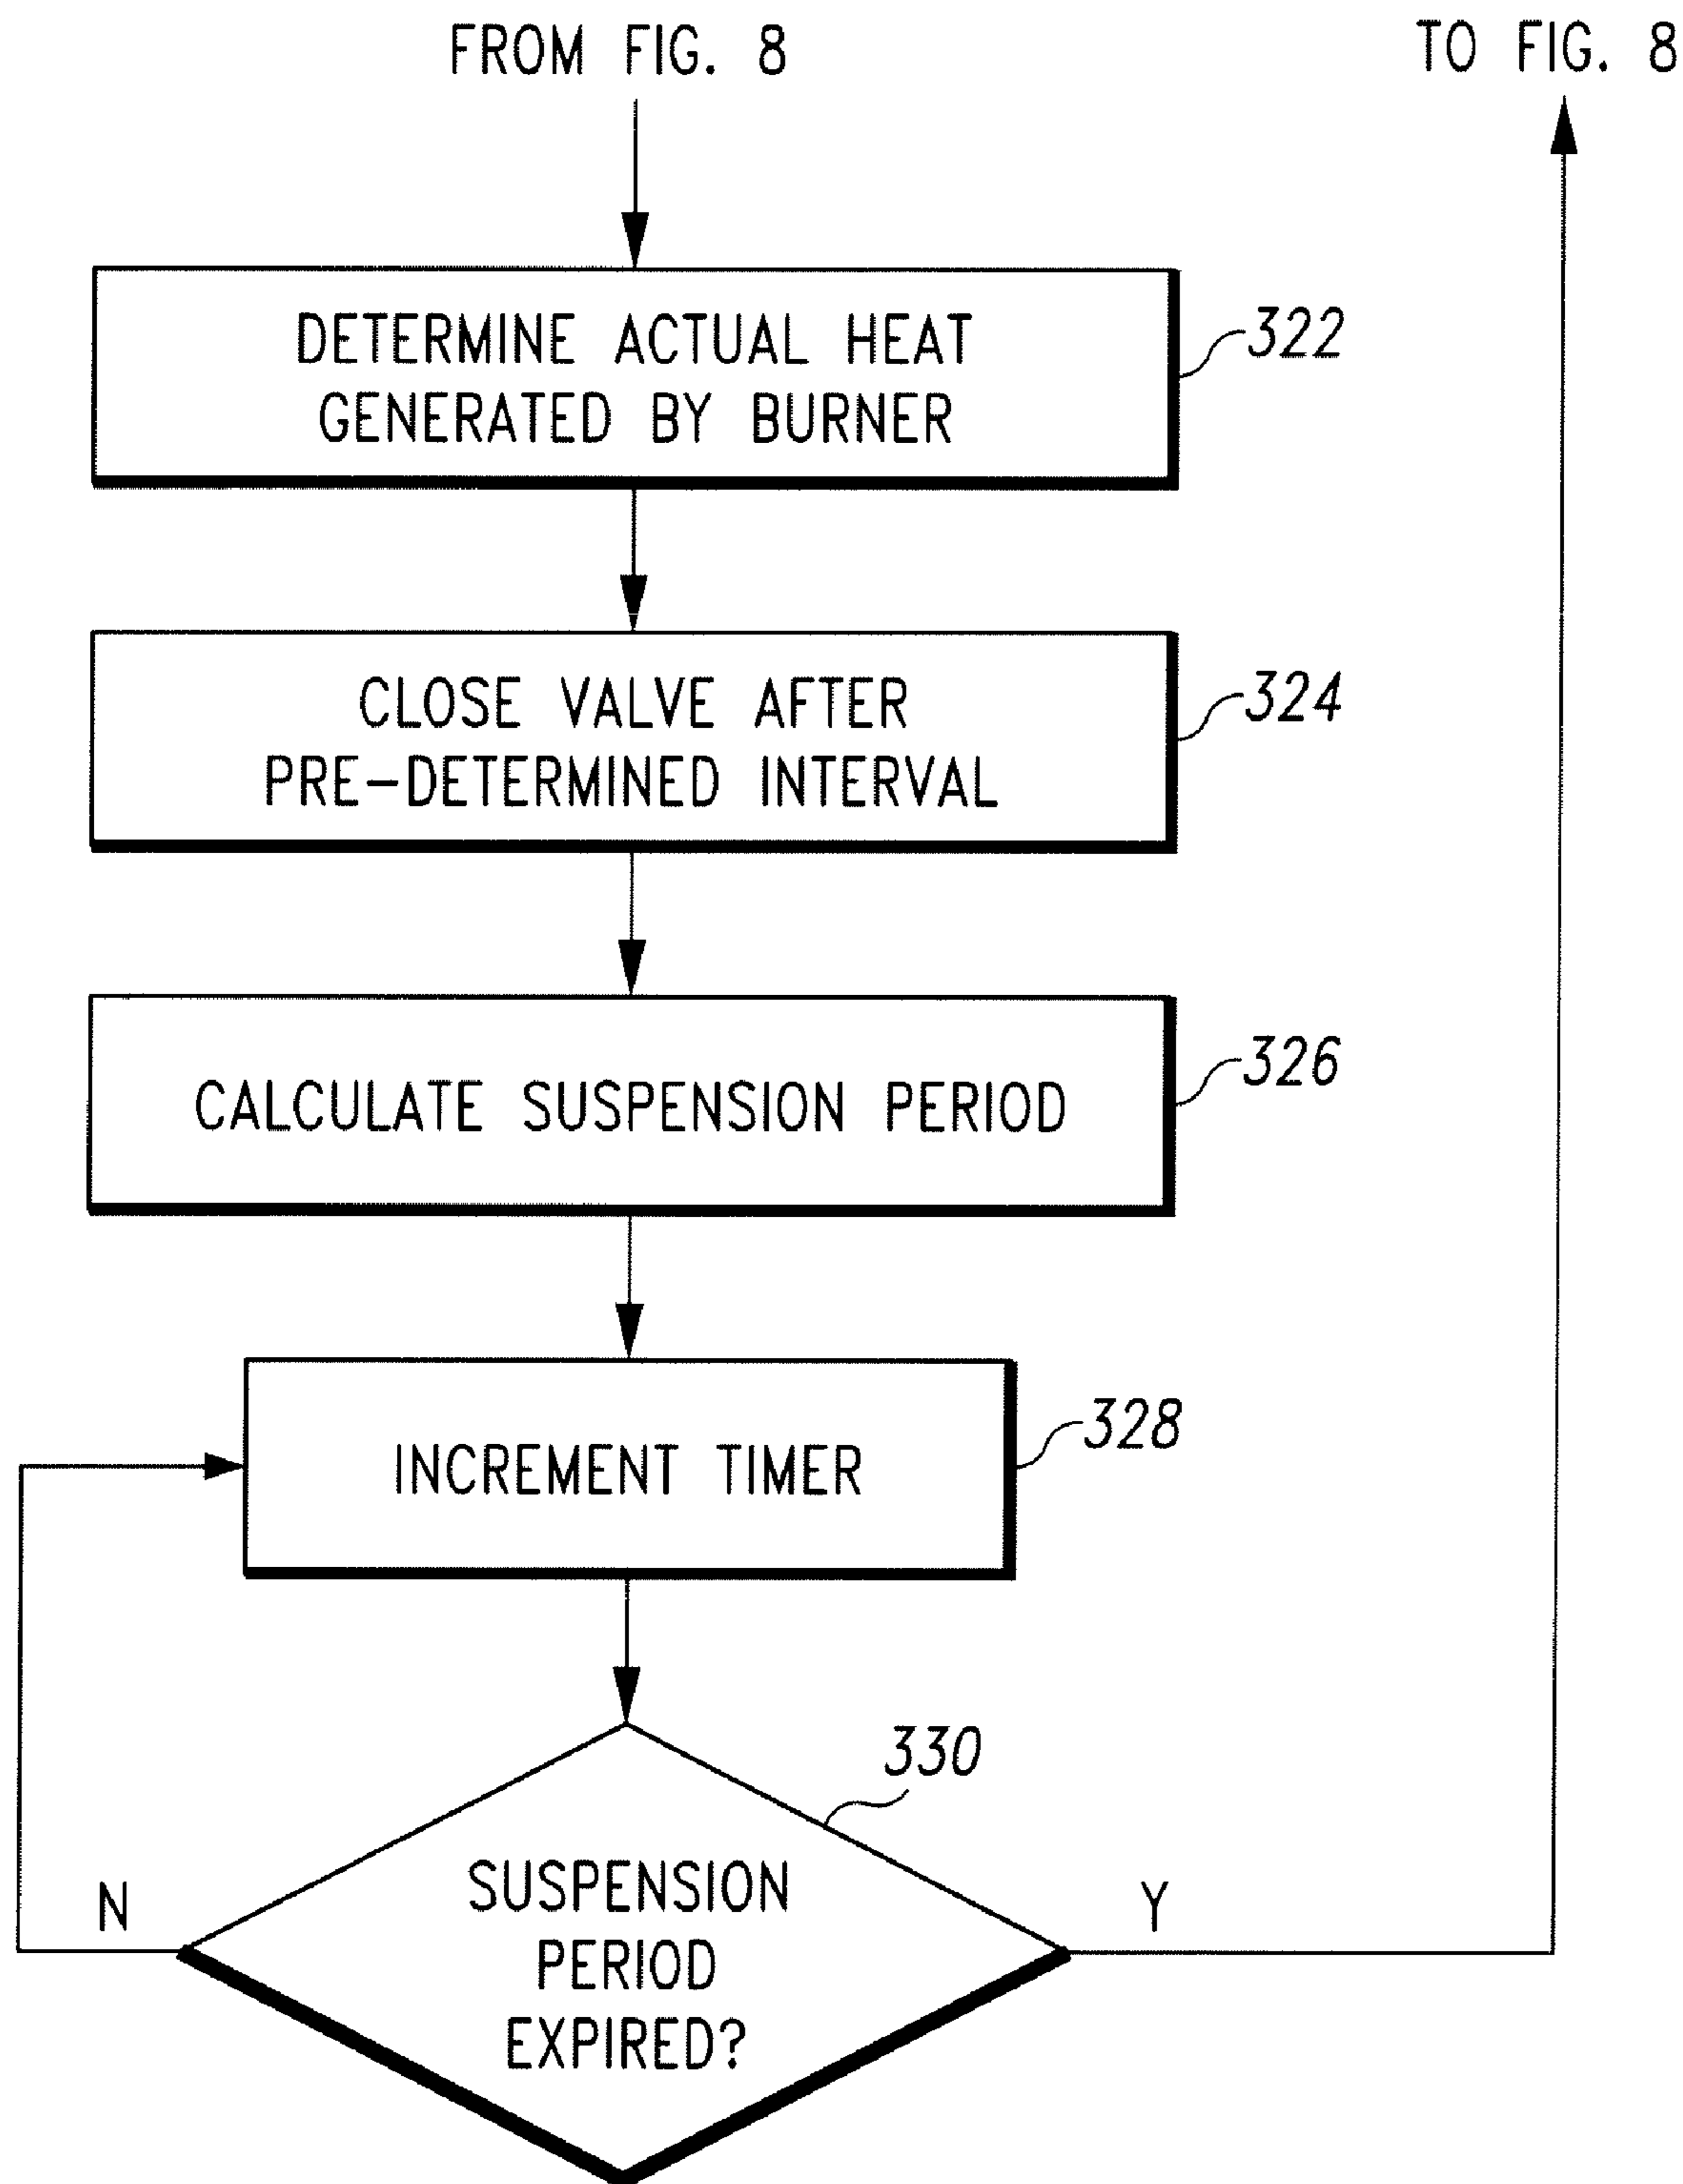 FROM FIG. 8
TO FIG. 8
DETERMINE ACTUAL HEAT
GENERATED BY BURNER
322
CLOSE VALVE AFTER
PRE-DETERMINED INTERVAL
324
CALCULATE SUSPENSION PERIOD
326
INCREMENT TIMER
328
330
SUSPENSION
PERIOD
EXPIRED?
N
Y